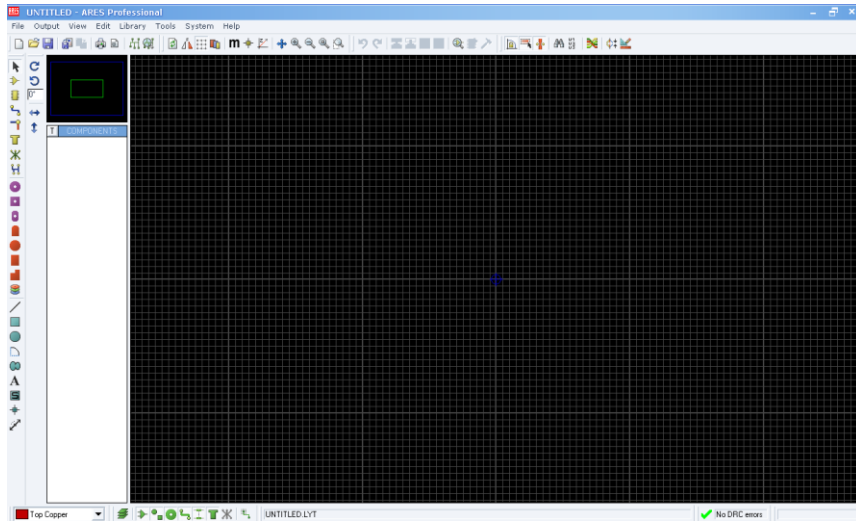 UNTITLED - ARES Professional
File Output View Edit Library Tools System Help
m
0°
T COMPONENTS
A
S
Top Copper
UNTITLED.LYT
No DRC errors